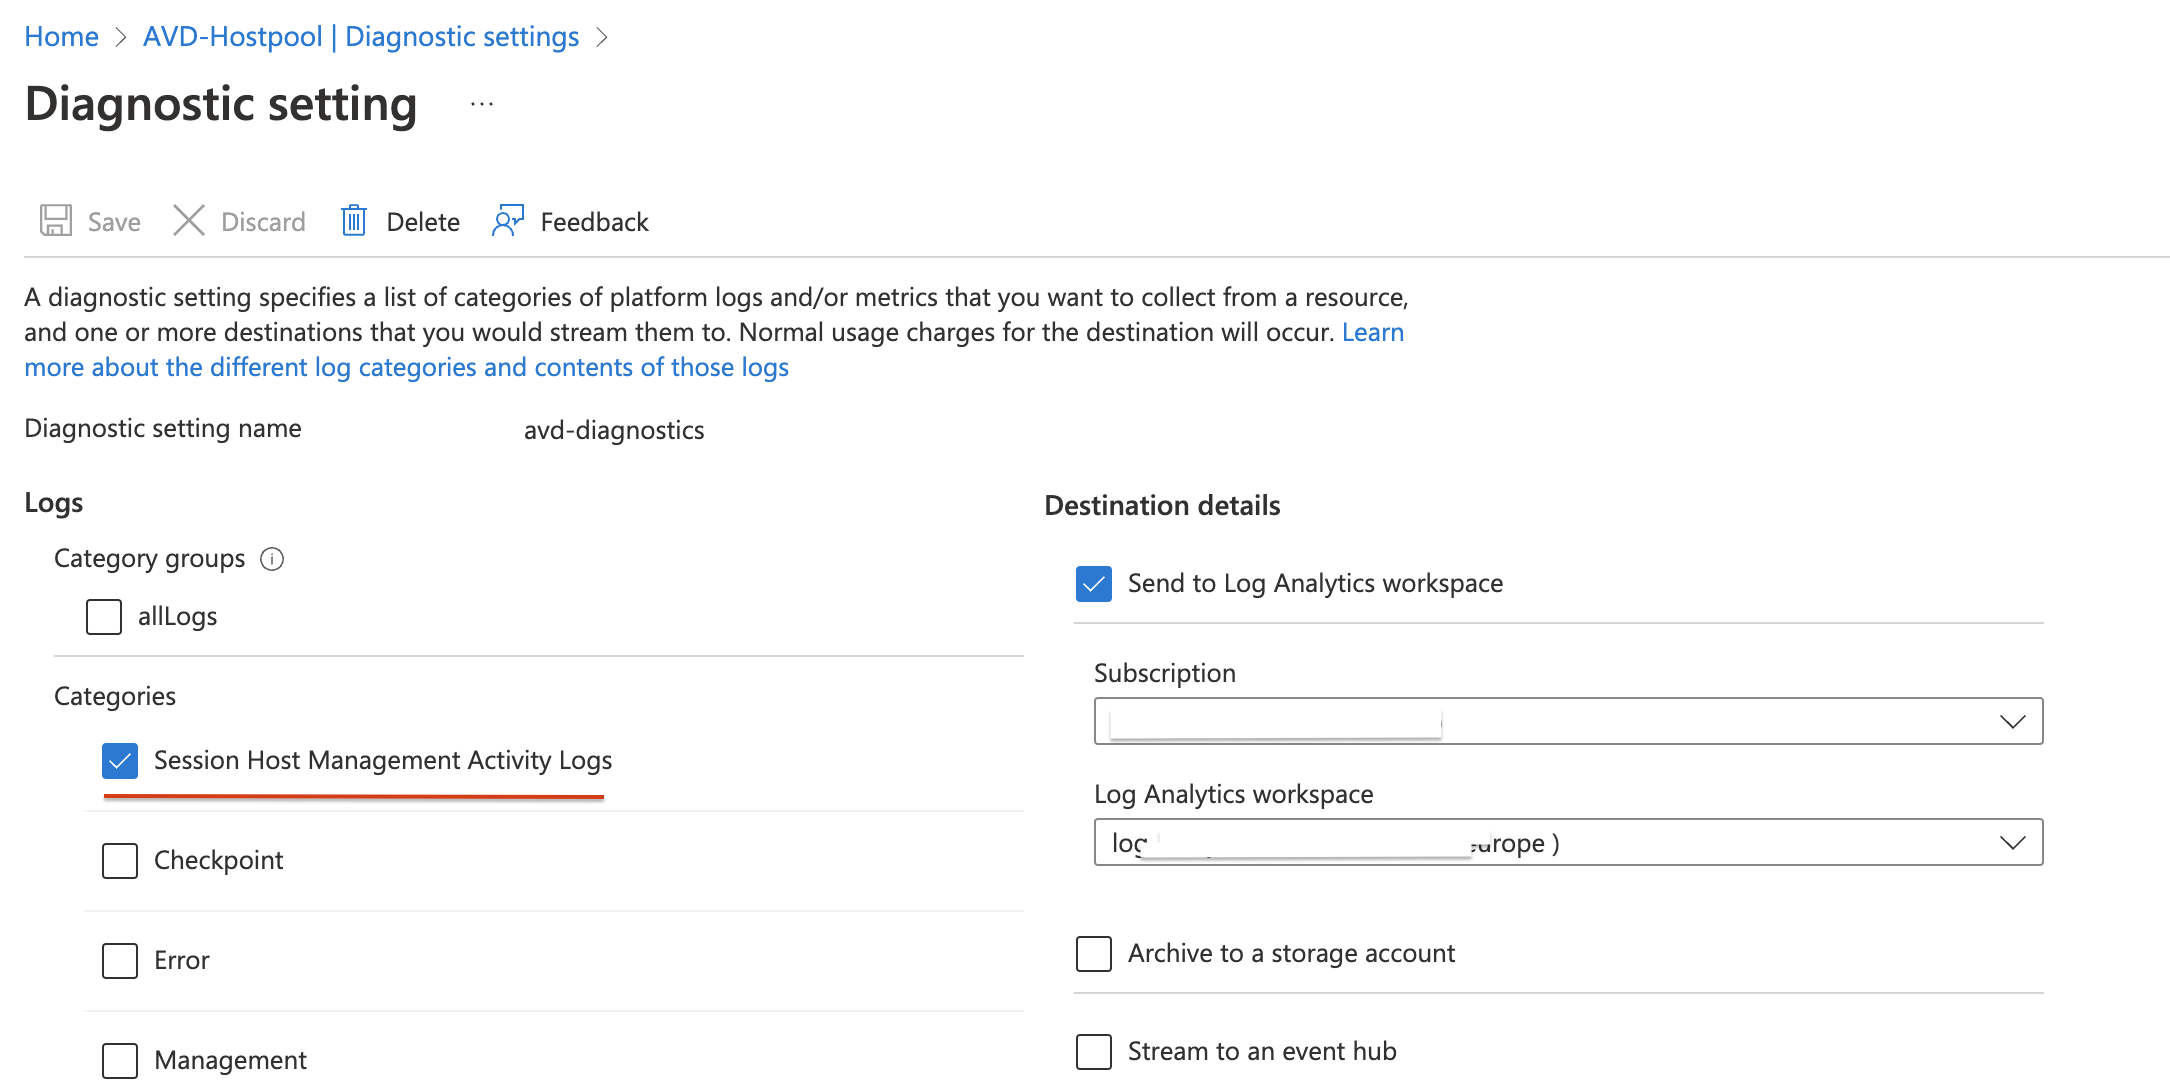 Home > AVD-Hostpool | Diagnostic settings >
Diagnostic setting ...
Save Discard Delete Feedback
A diagnostic setting specifies a list of categories of platform logs and/or metrics that you want to collect from a resource,
and one or more destinations that you would stream them to. Normal usage charges for the destination will occur. Learn
more about the different log categories and contents of those logs
Diagnostic setting name avd-diagnostics
Logs
Category groups
allLogs
Categories
Session Host Management Activity Logs
Checkpoint
Error
Management
Destination details
Send to Log Analytics workspace
Subscription
Log Analytics workspace
log
Archive to a storage account
Stream to an event hub